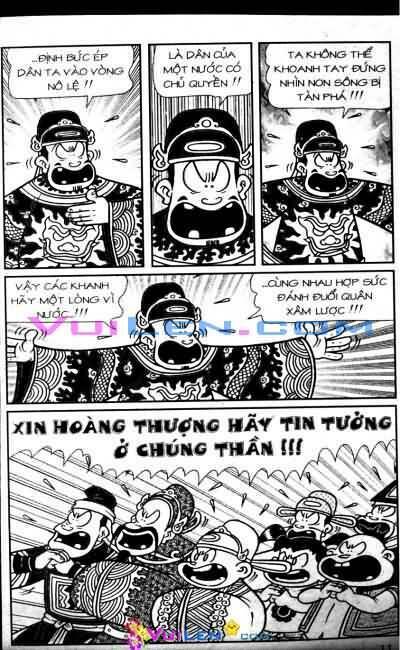 ...ĐỊNH BỨC ÉP
DÂN TA VÀO VÒNG
NÔ LỆ !!
LÀ DÂN CỦA
MỘT NƯỚC CÓ
CHỦ QUYỀN !!
TA KHÔNG THỂ
KHOANH TAY ĐỨNG
NHÌN NON SÔNG BỊ
TÀN PHÁ !!!
VẬY CÁC KHANH
HÃY MỘT LÒNG VÌ
NƯỚC !!!
...CÙNG NHAU HỢP SỨC
ĐÁNH ĐUỔI QUÂN
XÂM LƯỢC !!!
VUILEN.COM
XIN HOÀNG THƯỢNG HÃY TIN TƯỞNG
Ở CHÚNG THẦN !!!
VUILEN.COM
11